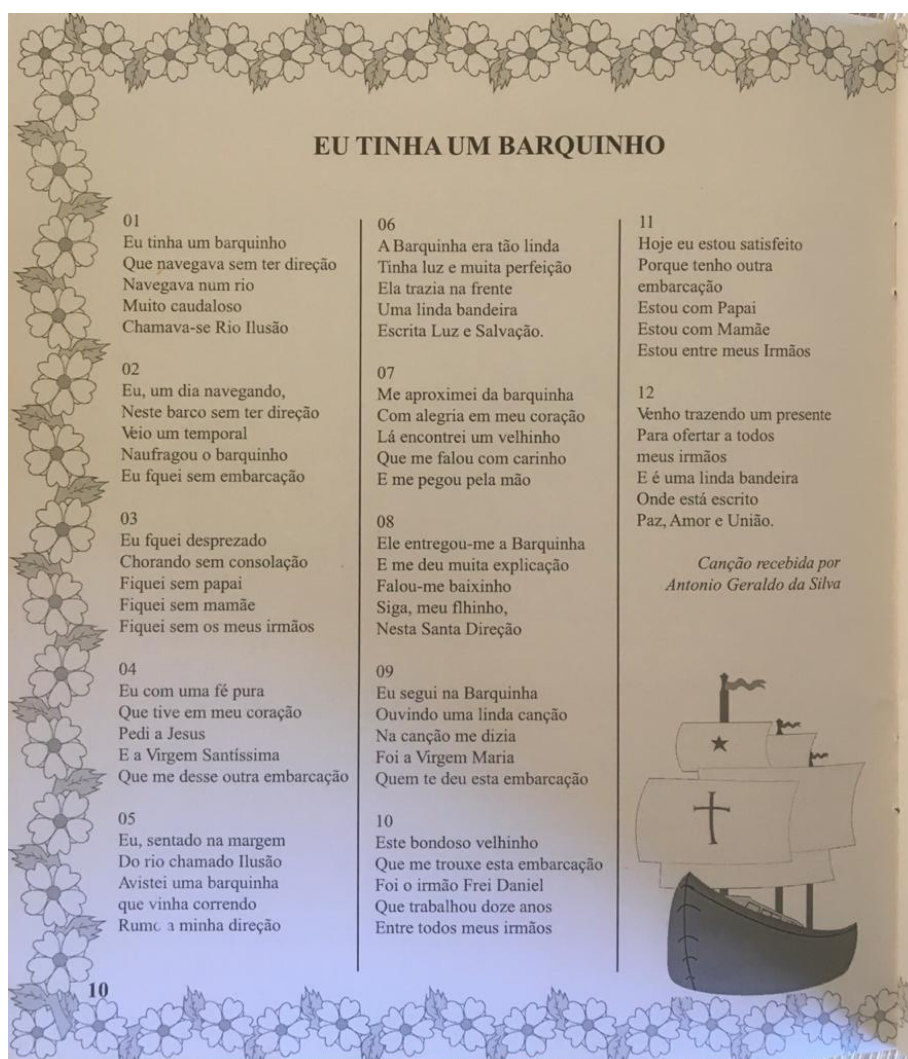 EU TINHA UM BARQUINHO
01
Eu tinha um barquinho
Que navegava sem ter direção
Navegava num rio
Muito caudaloso
Chamava-se Rio Ilusão
02
Eu, um dia navegando,
Neste barco sem ter direção
Veio um temporal
Naufragou o barquinho
Eu fquei sem embarcação
03
Eu fquei desprezado
Chorando sem consolação
Fiquei sem papai
Fiquei sem mamãe
Fiquei sem os meus irmãos
04
Eu com uma fé pura
Que tive em meu coração
Pedi a Jesus
E a Virgem Santíssima
Que me desse outra embarcação
05
Eu, sentado na margem
Do rio chamado Ilusão
Avistei uma barquinha
que vinha correndo
Rumo a minha direção
06
A Barquinha era tão linda
Tinha luz e muita perfeição
Ela trazia na frente
Uma linda bandeira
Escrita Luz e Salvação.
07
Me aproximei da barquinha
Com alegria em meu coração
Lá encontrei um velhinho
Que me falou com carinho
E me pegou pela mão
08
Ele entregou-me a Barquinha
E me deu muita explicação
Falou-me baixinho
Siga, meu flhinho,
Nesta Santa Direção
09
Eu segui na Barquinha
Ouvindo uma linda canção
Na canção me dizia
Foi a Virgem Maria
Quem te deu esta embarcação
10
Este bondoso velhinho
Que me trouxe esta embarcação
Foi o irmão Frei Daniel
Que trabalhou doze anos
Entre todos meus irmãos
11
Hoje eu estou satisfeito
Porque tenho outra
embarcação
Estou com Papai
Estou com Mamãe
Estou entre meus Irmãos
12
Venho trazendo um presente
Para ofertar a todos
meus irmãos
E é uma linda bandeira
Onde está escrito
Paz, Amor e União.
Canção recebida por
Antonio Geraldo da Silva
10